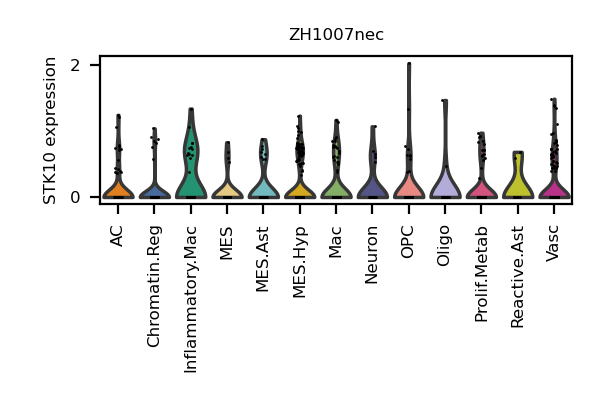 ZH1007nec
STK10 expression
2
0
AC
Chromatin.Reg
Inflammatory.Mac
MES
MES.Ast
MES.Hyp
Mac
Neuron
OPC
Oligo
Prolif.Metab
Reactive.Ast
Vasc